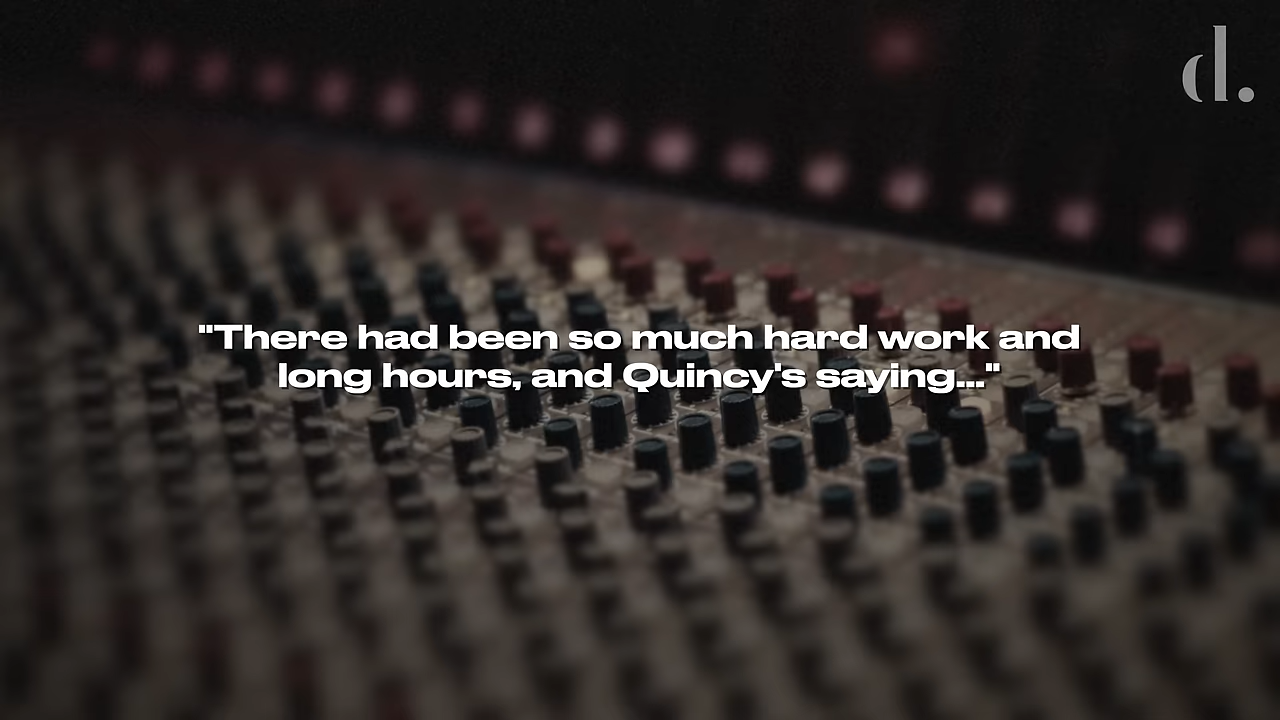 d.
"There had been so much hard work and
long hours, and Quincy's saying..."